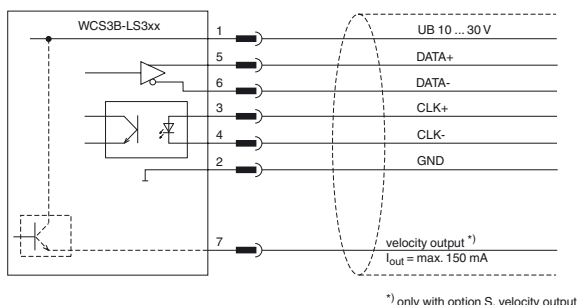 WCS3B-LS3xx
1 UB 10 ... 30 V
5 DATA+
6 DATA-
3 CLK+
4 CLK-
2 GND
7 velocity output *)
Iout = max. 150 mA
*) only with option S, velocity output